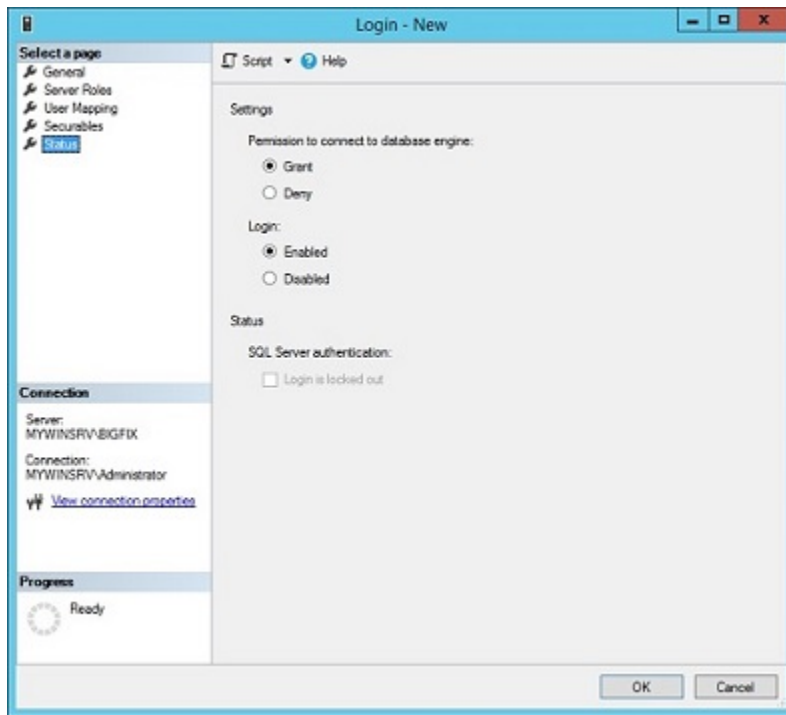 Login - New
Select a page
General
Server Roles
User Mapping
Securables
Status
Script
Help
Settings
Permission to connect to database engine:
Grant
Deny
Login:
Enabled
Disabled
Status
SQL Server authentication:
Login is locked out
Connection
Server:
MYWINSRV\BIGFIX
Connection:
MYWINSRV\Administrator
View connection properties
Progress
Ready
OK
Cancel